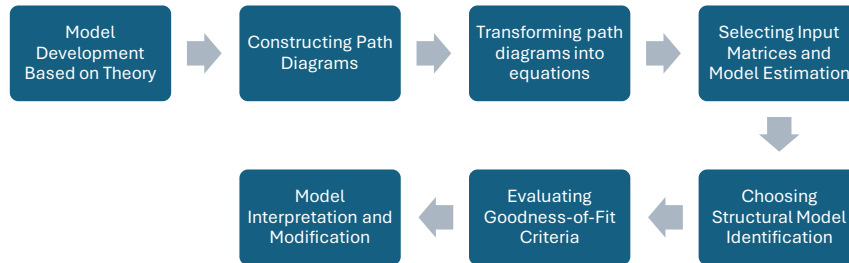 Model
Development
Based on Theory
Constructing Path
Diagrams
Transforming path
diagrams into
equations
Selecting Input
Matrices and
Model Estimation
Choosing
Structural Model
Identification
Evaluating
Goodness-of-Fit
Criteria
Model
Interpretation and
Modification